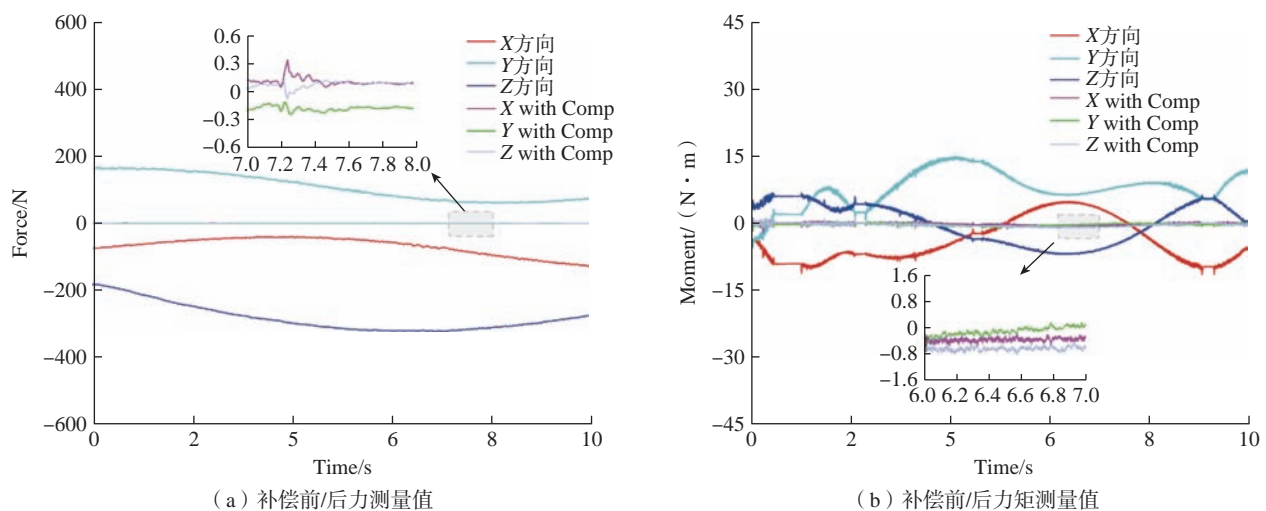 600
400
200
0
−200
−400
−600
Force/N
0
2
5
6
8
10
Time/s
0.6
0.3
0
−0.3
−0.6
7.0 7.2 7.4 7.6 7.8 8.0
X方向
Y方向
Z方向
X with Comp
Y with Comp
Z with Comp
（a）补偿前/后力测量值
45
30
15
0
−15
−30
−45
Moment/（N·m）
0
2
5
6
8
10
Time/s
X方向
Y方向
Z方向
X with Comp
Y with Comp
Z with Comp
1.6
0.8
0
−0.8
−1.6
6.0 6.2 6.4 6.6 6.8 7.0
（b）补偿前/后力矩测量值